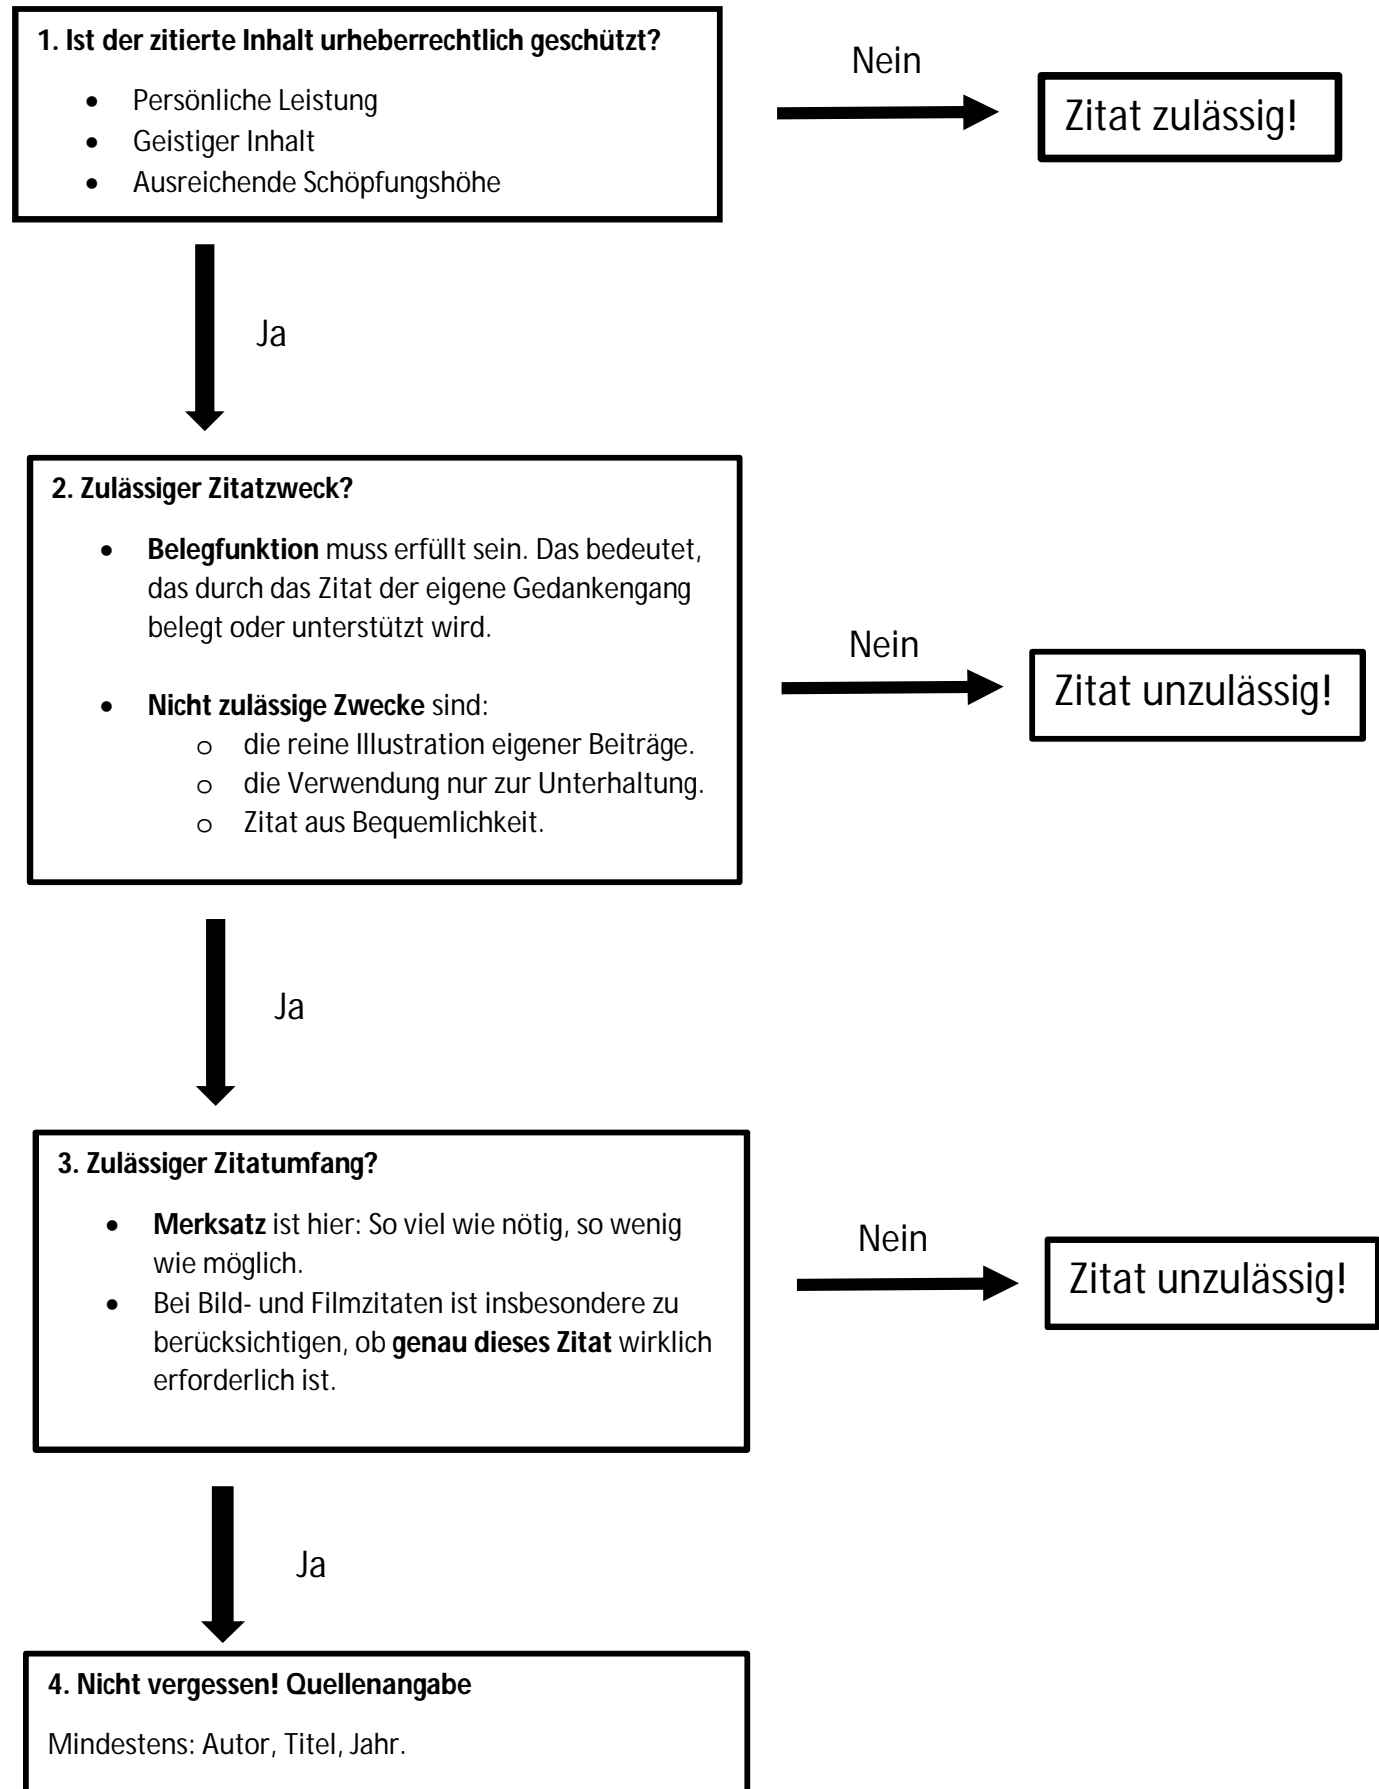 1. Ist der zitierte Inhalt urheberrechtlich geschützt?
• Persönliche Leistung
• Geistiger Inhalt
• Ausreichende Schöpfungshöhe
Nein
Zitat zulässig!
Ja
2. Zulässiger Zitatzweck?
• Belegfunktion muss erfüllt sein. Das bedeutet,
das durch das Zitat der eigene Gedankengang
belegt oder unterstützt wird.
• Nicht zulässige Zwecke sind:
o die reine Illustration eigener Beiträge.
o die Verwendung nur zur Unterhaltung.
o Zitat aus Bequemlichkeit.
Nein
Zitat unzulässig!
Ja
3. Zulässiger Zitatumfang?
• Merksatz ist hier: So viel wie nötig, so wenig
wie möglich.
• Bei Bild- und Filmzitaten ist insbesondere zu
berücksichtigen, ob genau dieses Zitat wirklich
erforderlich ist.
Nein
Zitat unzulässig!
Ja
4. Nicht vergessen! Quellenangabe
Mindestens: Autor, Titel, Jahr.